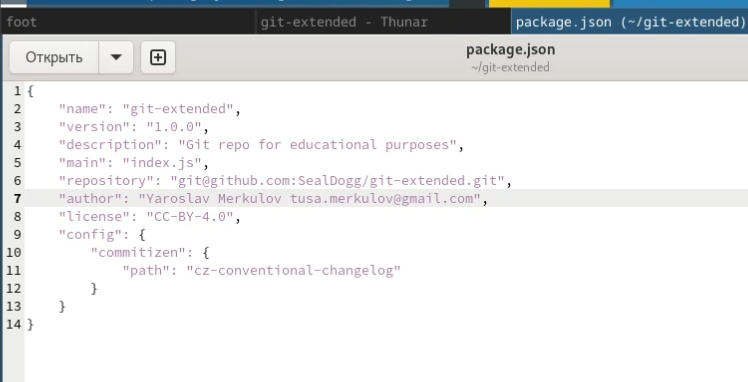 foot
git-extended - Thunar
package.json (~/git-extended)
Открыть
package.json
~/git-extended
1 {
2     "name": "git-extended",
3     "version": "1.0.0",
4     "description": "Git repo for educational purposes",
5     "main": "index.js",
6     "repository": "git@github.com:SealDogg/git-extended.git",
7     "author": "Yaroslav Merkulov tusa.merkulov@gmail.com",
8     "license": "CC-BY-4.0",
9     "config": {
10         "commitizen": {
11             "path": "cz-conventional-changelog"
12         }
13     }
14 }